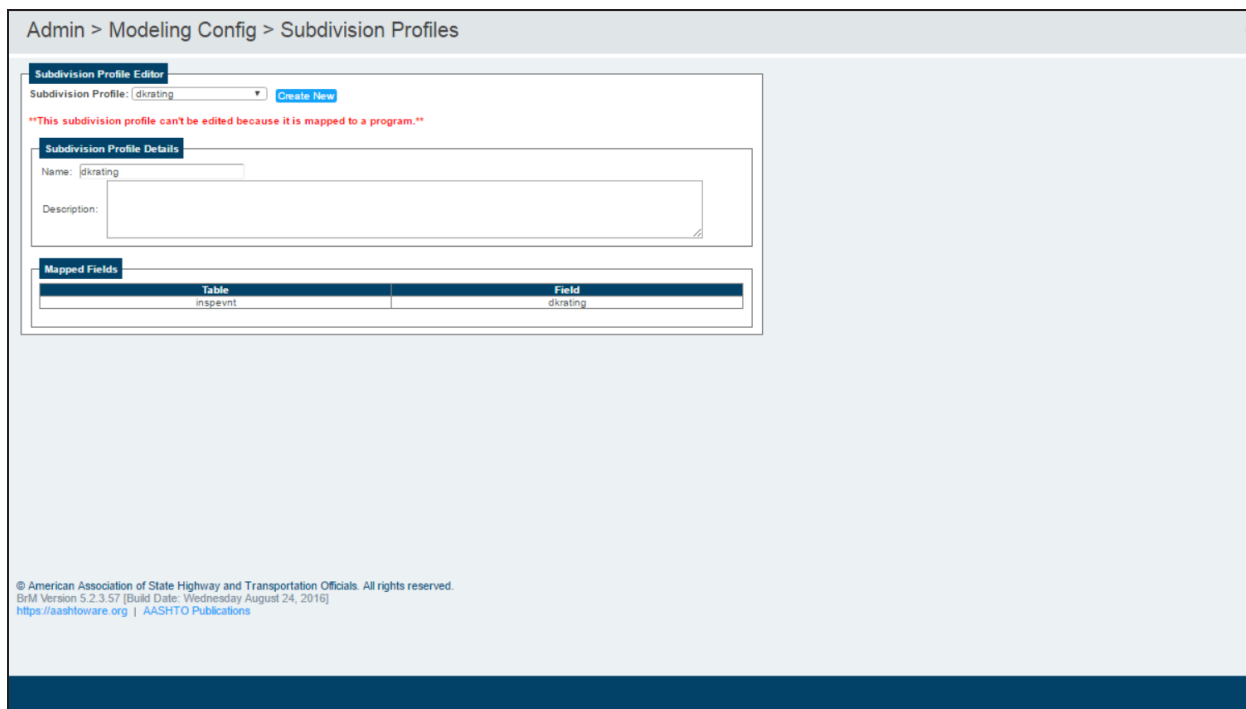 Admin > Modeling Config > Subdivision Profiles
Subdivision Profile Editor
Subdivision Profile: dkrating Create New
**This subdivision profile can't be edited because it is mapped to a program.**
Subdivision Profile Details
Name: dkrating
Description:
Mapped Fields
Table Field
inspevnt dkrating
© American Association of State Highway and Transportation Officials. All rights reserved.
BrM Version 5.2.3.57 [Build Date: Wednesday August 24, 2016]
https://aashtoware.org | AASHTO Publications